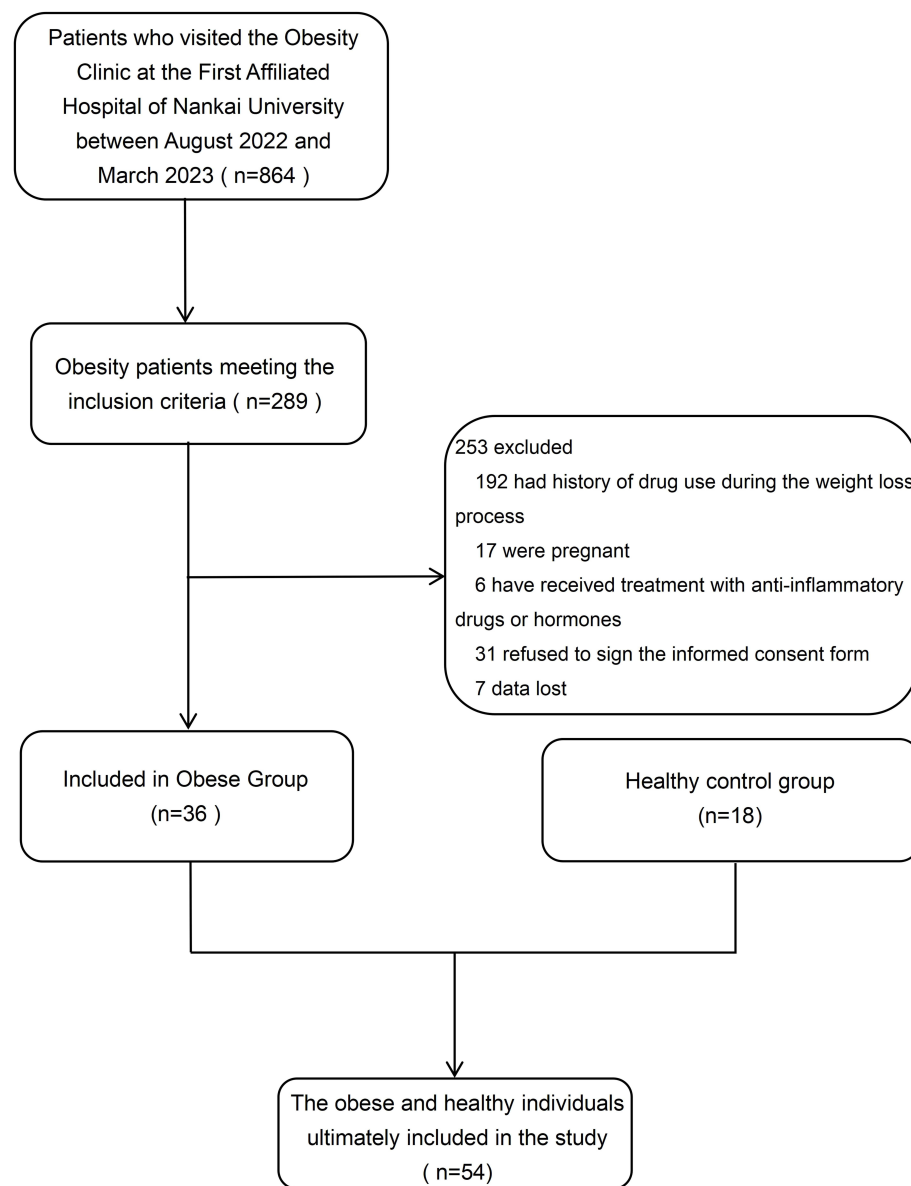 Patients who visited the Obesity
Clinic at the First Affiliated
Hospital of Nankai University
between August 2022 and
March 2023 ( n=864 )
Obesity patients meeting the
inclusion criteria ( n=289 )
253 excluded
192 had history of drug use during the weight loss
process
17 were pregnant
6 have received treatment with anti-inflammatory
drugs or hormones
31 refused to sign the informed consent form
7 data lost
Included in Obese Group
(n=36 )
Healthy control group
(n=18)
The obese and healthy individuals
ultimately included in the study
( n=54)